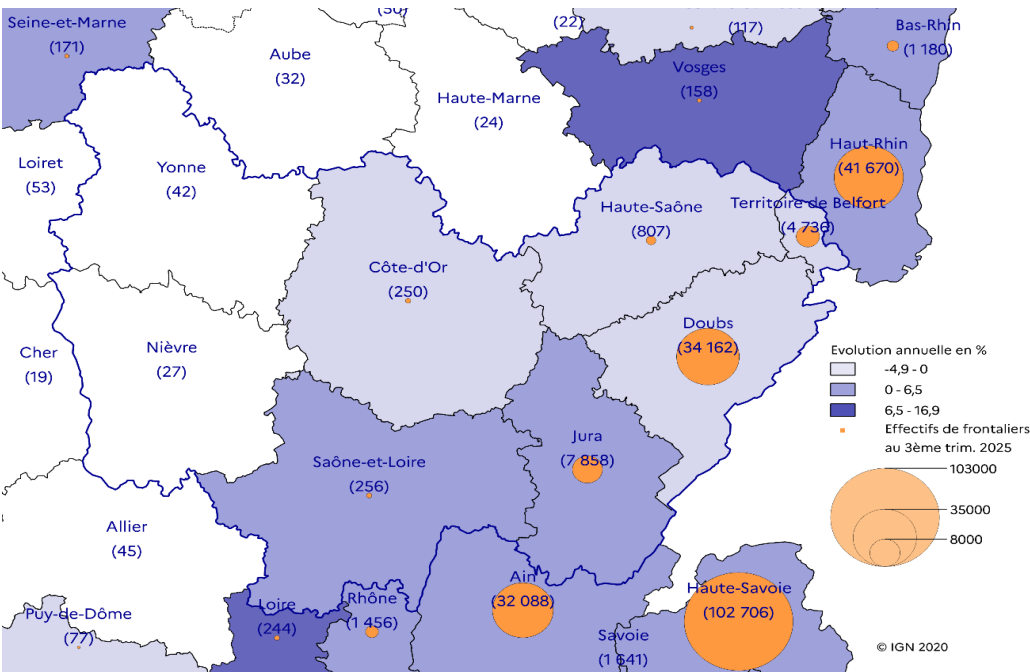 (50)
(22)
(117)
Seine-et-Marne
(171)
Bas-Rhin
(1 180)
Aube
(32)
Vosges
(158)
Haute-Marne
(24)
Haut-Rhin
(41 670)
Loiret
(53)
Yonne
(42)
Haute-Saône
(807)
Territoire de Belfort
(4 736)
Côte-d'Or
(250)
Doubs
(34 162)
Cher
(19)
Nièvre
(27)
Evolution annuelle en %
-4,9 - 0
0 - 6,5
6,5 - 16,9
Effectifs de frontaliers
au 3ème trim. 2025
103000
35000
8000
Jura
(7 858)
Saône-et-Loire
(256)
Allier
(45)
Puy-de-Dôme
(77)
Loire
(244)
Rhône
(1 456)
Ain
(32 088)
Savoie
(1 641)
Haute-Savoie
(102 706)
© IGN 2020